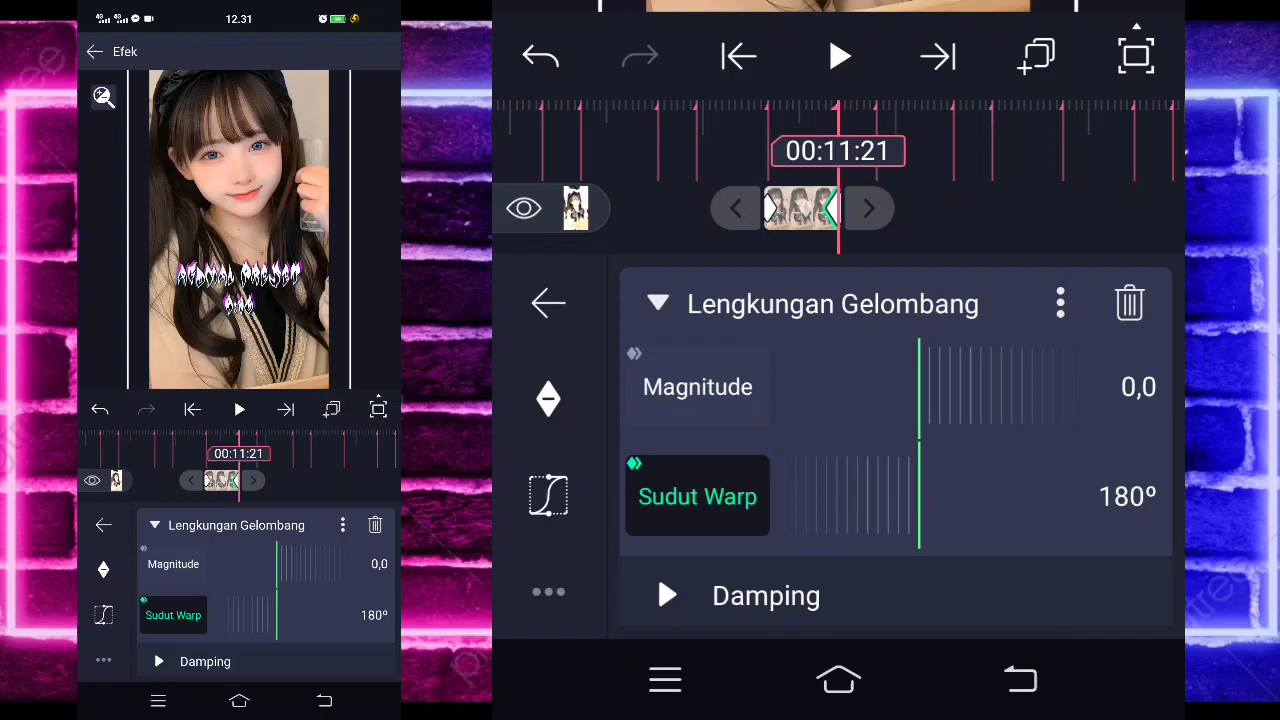 12.31
Efek
00:11:21
Lengkungan Gelombang
Magnitude
0,0
Sudut Warp
180º
Damping
00:11:21
Lengkungan Gelombang
Magnitude
0,0
Sudut Warp
180º
Damping